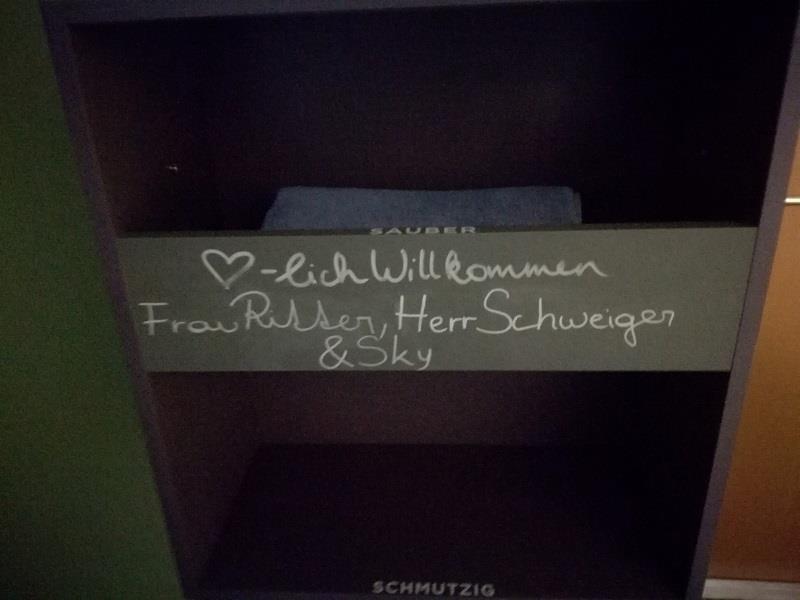 SAUBER
♡-lich Willkommen
Frau Ritter, Herr Schweiger
& Sky
SCHMUTZIG